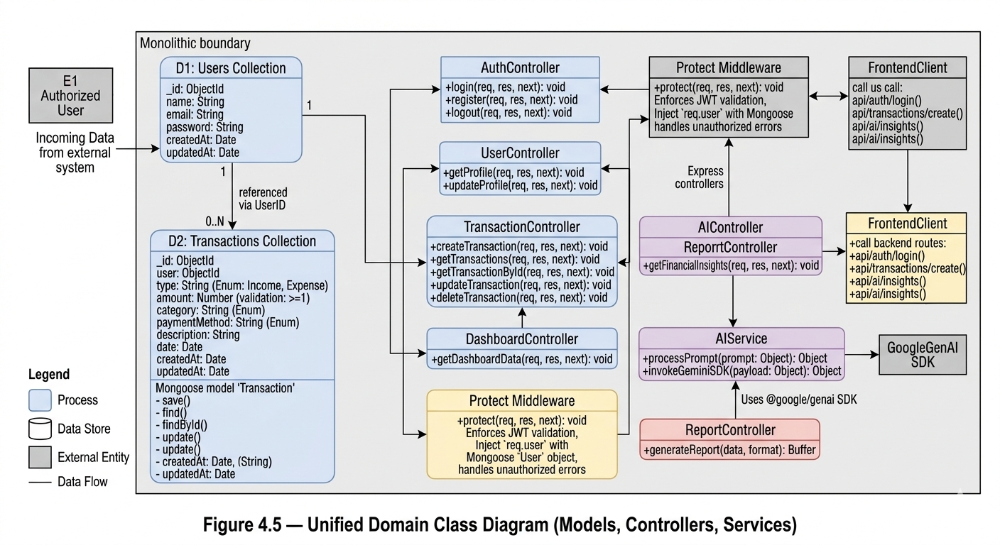 Monolithic boundary
E1
Authorized
User
Incoming Data
from external
system
D1: Users Collection
_id: ObjectId
name: String
email: String
password: String
createdAt: Date
updatedAt: Date
1
1
referenced
via UserID
0..N
D2: Transactions Collection
_id: ObjectId
user: ObjectId
type: String (Enum: Income, Expense)
amount: Number (validation: >=1)
category: String (Enum)
paymentMethod: String (Enum)
description: String
date: Date
createdAt: Date
updatedAt: Date
Mongoose model 'Transaction'
- save()
- find()
- findById()
- update()
- update()
- createdAt: Date, (String)
- updatedAt: Date
Legend
Process
Data Store
External Entity
Data Flow
AuthController
+login(req, res, next): void
+register(req, res, next): void
+logout(req, res, next): void
UserController
+getProfile(req, res, next): void
+updateProfile(req, res, next): void
TransactionController
+createTransaction(req, res, next): void
+getTransactions(req, res, next): void
+getTransactionById(req, res, next): void
+updateTransaction(req, res, next): void
+deleteTransaction(req, res, next): void
DashboardController
+getDashboardData(req, res, next): void
Protect Middleware
+protect(req, res, next): void
Enforces JWT validation,
Inject `req.user` with
Mongoose `User` object,
handles unauthorized errors
Protect Middleware
+protect(req, res, next): void
Enforces JWT validation,
Inject `req.user` with Mongoose
handles unauthorized errors
Express
controllers
AIController
ReporrtController
+getFinancialInsights(req, res, next): void
AIService
+processPrompt(prompt: Object): Object
+invokeGeminiSDK(payload: Object): Object
Uses @google/genai SDK
ReportController
+generateReport(data, format): Buffer
FrontendClient
call us call:
api/auth/login()
api/transactions/create()
api/ai/insights()
api/ai/insights()
FrontendClient
+call backend routes:
+api/auth/login()
+api/transactions/create()
+api/ai/insights()
+api/ai/insights()
GoogleGenAI
SDK
Figure 4.5 — Unified Domain Class Diagram (Models, Controllers, Services)